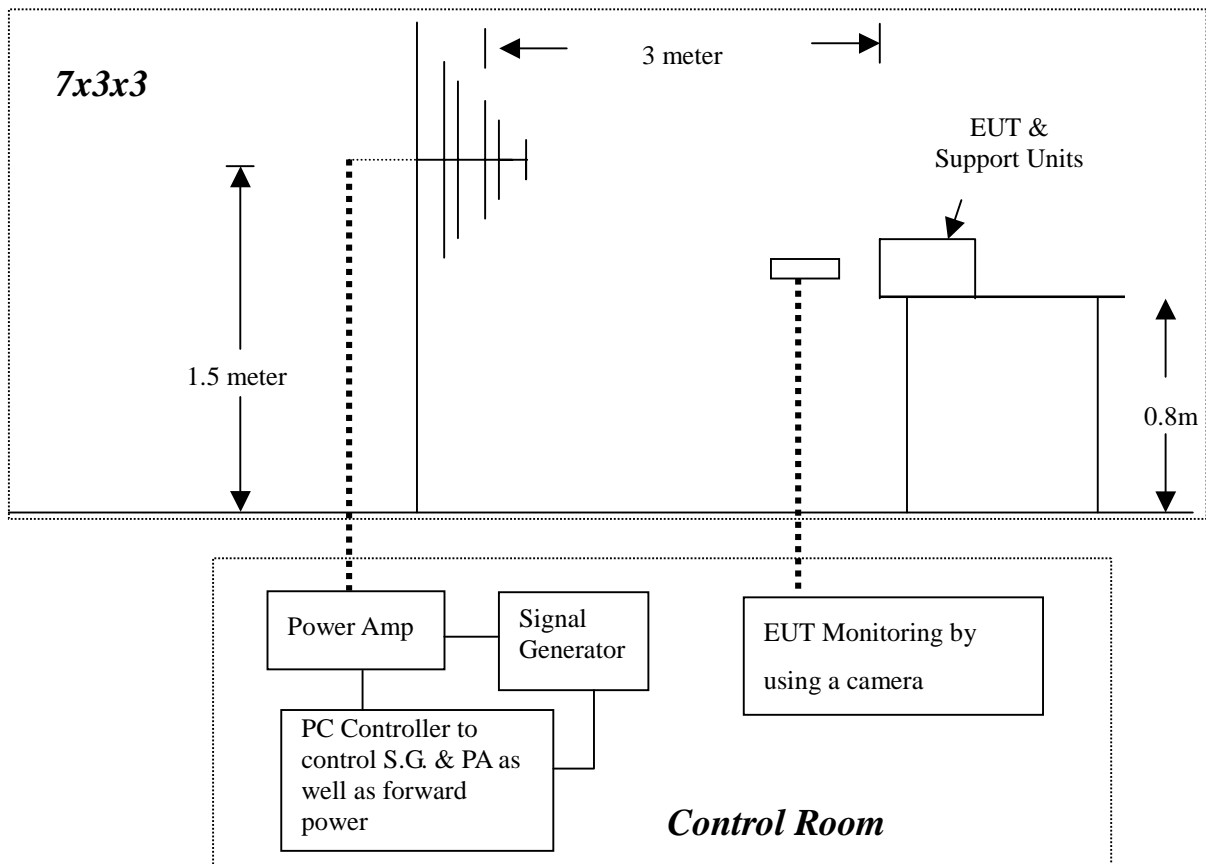 3 meter
7x3x3
EUT &
Support Units
1.5 meter
0.8m
Power Amp
Signal
Generator
EUT Monitoring by
using a camera
PC Controller to
control S.G. & PA as
well as forward
power
Control Room